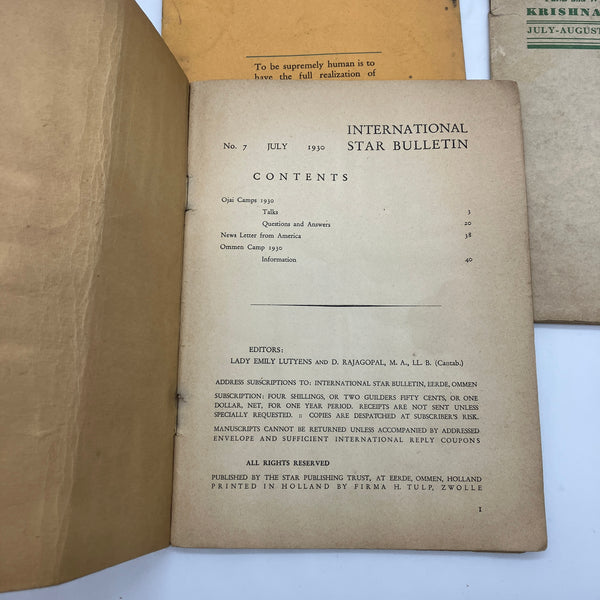 To be supremely human is to
have the full realization of
KRISHNA
JULY-AUGUST
No. 7 JULY 1930
INTERNATIONAL
STAR BULLETIN
CONTENTS
Ojai Camps 1930
Talks 3
Questions and Answers 20
News Letter from America 38
Ommen Camp 1930
Information 40
EDITORS:
LADY EMILY LUTYENS AND D. RAJAGOPAL, M. A., LL. B. (Cantab.)
ADDRESS SUBSCRIPTIONS TO: INTERNATIONAL STAR BULLETIN, EERDE, OMMEN
SUBSCRIPTION: FOUR SHILLINGS, OR TWO GUILDERS FIFTY CENTS, OR ONE
DOLLAR, NET, FOR ONE YEAR PERIOD. RECEIPTS ARE NOT SENT UNLESS
SPECIALLY REQUESTED. :: COPIES ARE DESPATCHED AT SUBSCRIBER'S RISK.
MANUSCRIPTS CANNOT BE RETURNED UNLESS ACCOMPANIED BY ADDRESSED
ENVELOPE AND SUFFICIENT INTERNATIONAL REPLY COUPONS
ALL RIGHTS RESERVED
PUBLISHED BY THE STAR PUBLISHING TRUST, AT EERDE, OMMEN, HOLLAND
PRINTED IN HOLLAND BY FIRMA H. TULP, ZWOLLE
1